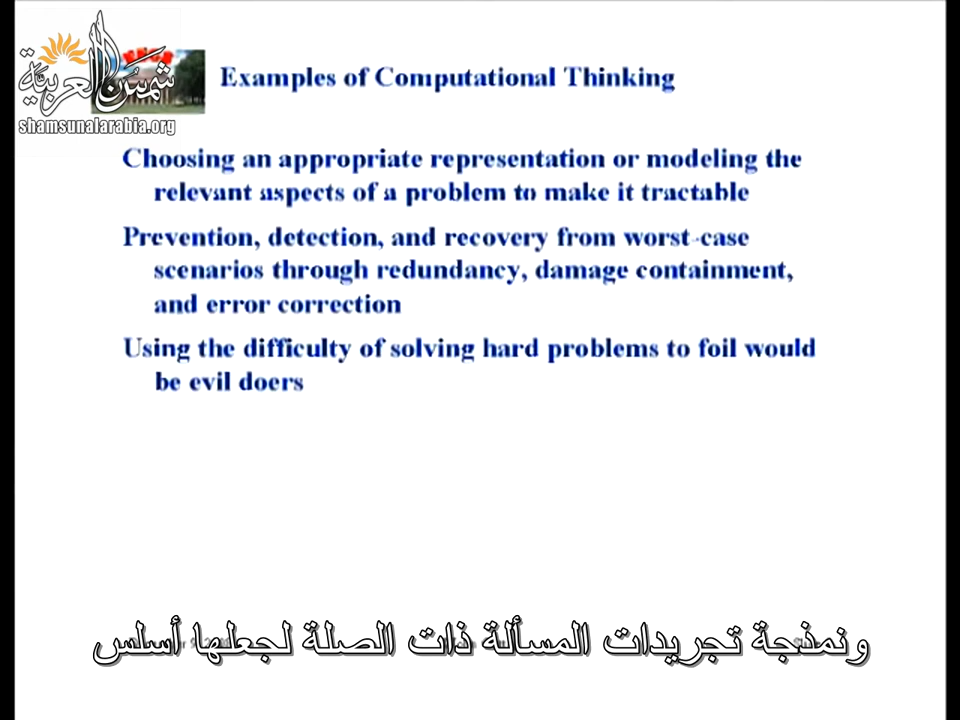 شمس العربية
shamsunalarabia.org
Examples of Computational Thinking
Choosing an appropriate representation or modeling the
relevant aspects of a problem to make it tractable
Prevention, detection, and recovery from worst-case
scenarios through redundancy, damage containment,
and error correction
Using the difficulty of solving hard problems to foil would
be evil doers
ونمذجة تجريدات المسألة ذات الصلة لجعلها أسلس